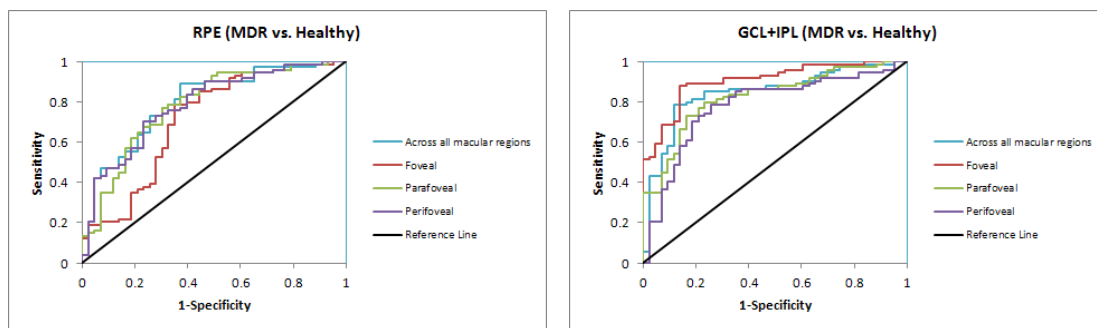 RPE (MDR vs. Healthy)
Sensitivity
1
0.8
0.6
0.4
0.2
0
0 0.2 0.4 0.6 0.8 1
1-Specificity
Across all macular regions
Foveal
Parafoveal
Perifoveal
Reference Line
GCL+IPL (MDR vs. Healthy)
Sensitivity
1
0.8
0.6
0.4
0.2
0
0 0.2 0.4 0.6 0.8 1
1-Specificity
Across all macular regions
Foveal
Parafoveal
Perifoveal
Reference Line